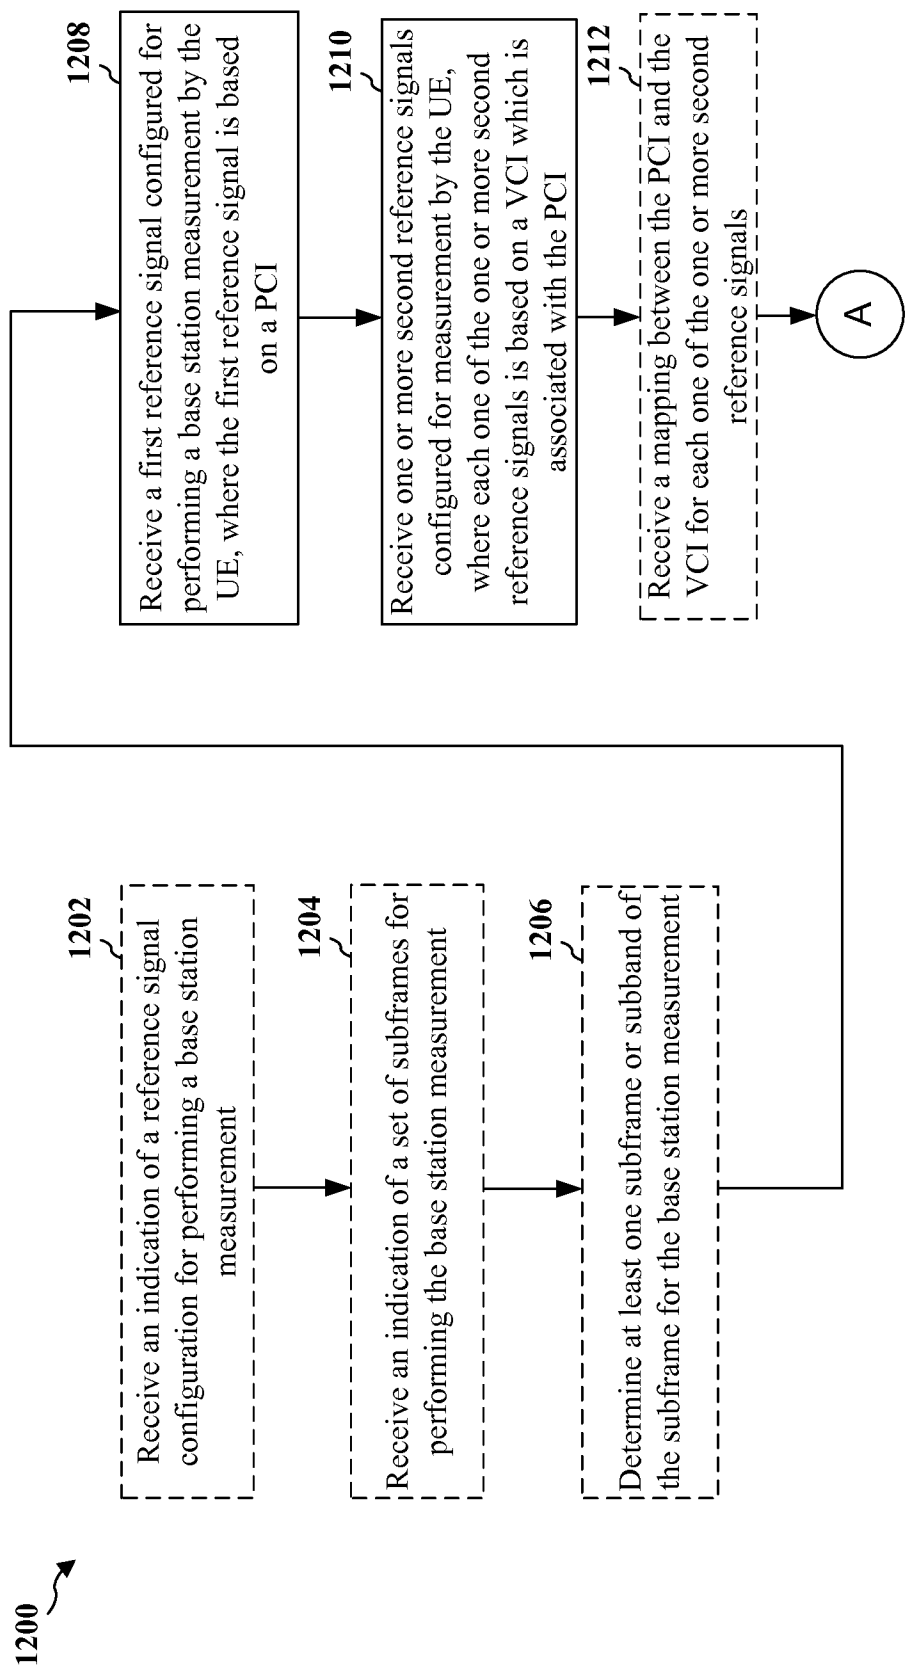 1200
1202
Receive an indication of a reference signal
configuration for performing a base station
measurement
1204
Receive an indication of a set of subframes for
performing the base station measurement
1206
Determine at least one subframe or subband of
the subframe for the base station measurement
1208
Receive a first reference signal configured for
performing a base station measurement by the
UE, where the first reference signal is based
on a PCI
1210
Receive one or more second reference signals
configured for measurement by the UE,
where each one of the one or more second
reference signals is based on a VCI which is
associated with the PCI
1212
Receive a mapping between the PCI and the
VCI for each one of the one or more second
reference signals
A